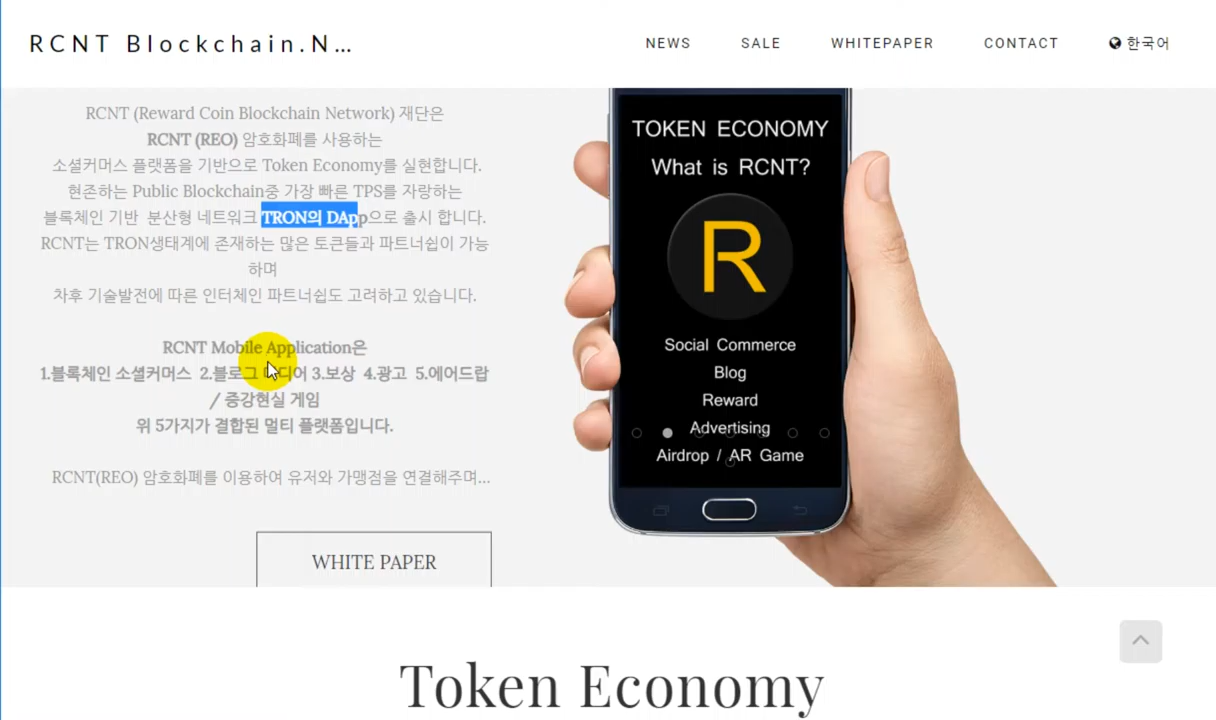 RCNT Blockchain.N...
NEWS
SALE
WHITEPAPER
CONTACT
한국어
RCNT (Reward Coin Blockchain Network) 재단은
RCNT (REO) 암호화폐를 사용하는
소셜커머스 플랫폼을 기반으로 Token Economy를 실현합니다.
현존하는 Public Blockchain중 가장 빠른 TPS를 자랑하는
블록체인 기반 분산형 네트워크 TRON의 DApp으로 출시 합니다.
RCNT는 TRON생태계에 존재하는 많은 토큰들과 파트너쉽이 가능
하며
차후 기술발전에 따른 인터체인 파트너쉽도 고려하고 있습니다.
RCNT Mobile Application은
1.블록체인 소셜커머스 2.블로그 미디어 3.보상 4.광고 5.에어드랍
/ 증강현실 게임
위 5가지가 결합된 멀티 플랫폼입니다.
RCNT(REO) 암호화폐를 이용하여 유저와 가맹점을 연결해주며...
WHITE PAPER
TOKEN ECONOMY
What is RCNT?
R
Social Commerce
Blog
Reward
Advertising
Airdrop / AR Game
Token Economy